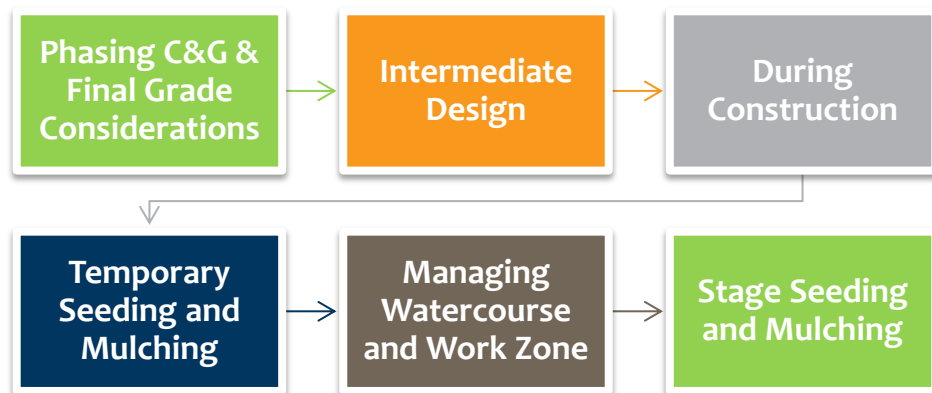 Phasing C&G &
Final Grade
Considerations
Intermediate
Design
During
Construction
Temporary
Seeding and
Mulching
Managing
Watercourse
and Work Zone
Stage Seeding
and Mulching